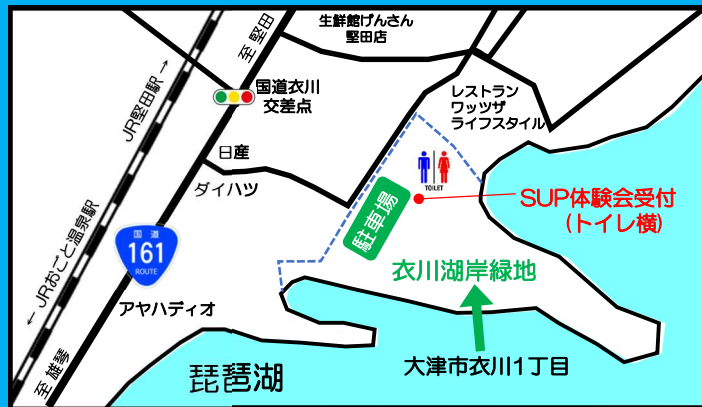 生鮮館げんさん
堅田店
至 堅田
国道衣川
交差点
JR堅田駅→
レストラン
ワッツザ
ライフスタイル
日産
ダイハツ
TOILET
駐車場
SUP体験会受付
(トイレ横)
国道
161
ROUTE
←JRおごと温泉駅
衣川湖岸緑地
アヤハディオ
大津市衣川1丁目
琵琶湖
至 雄琴